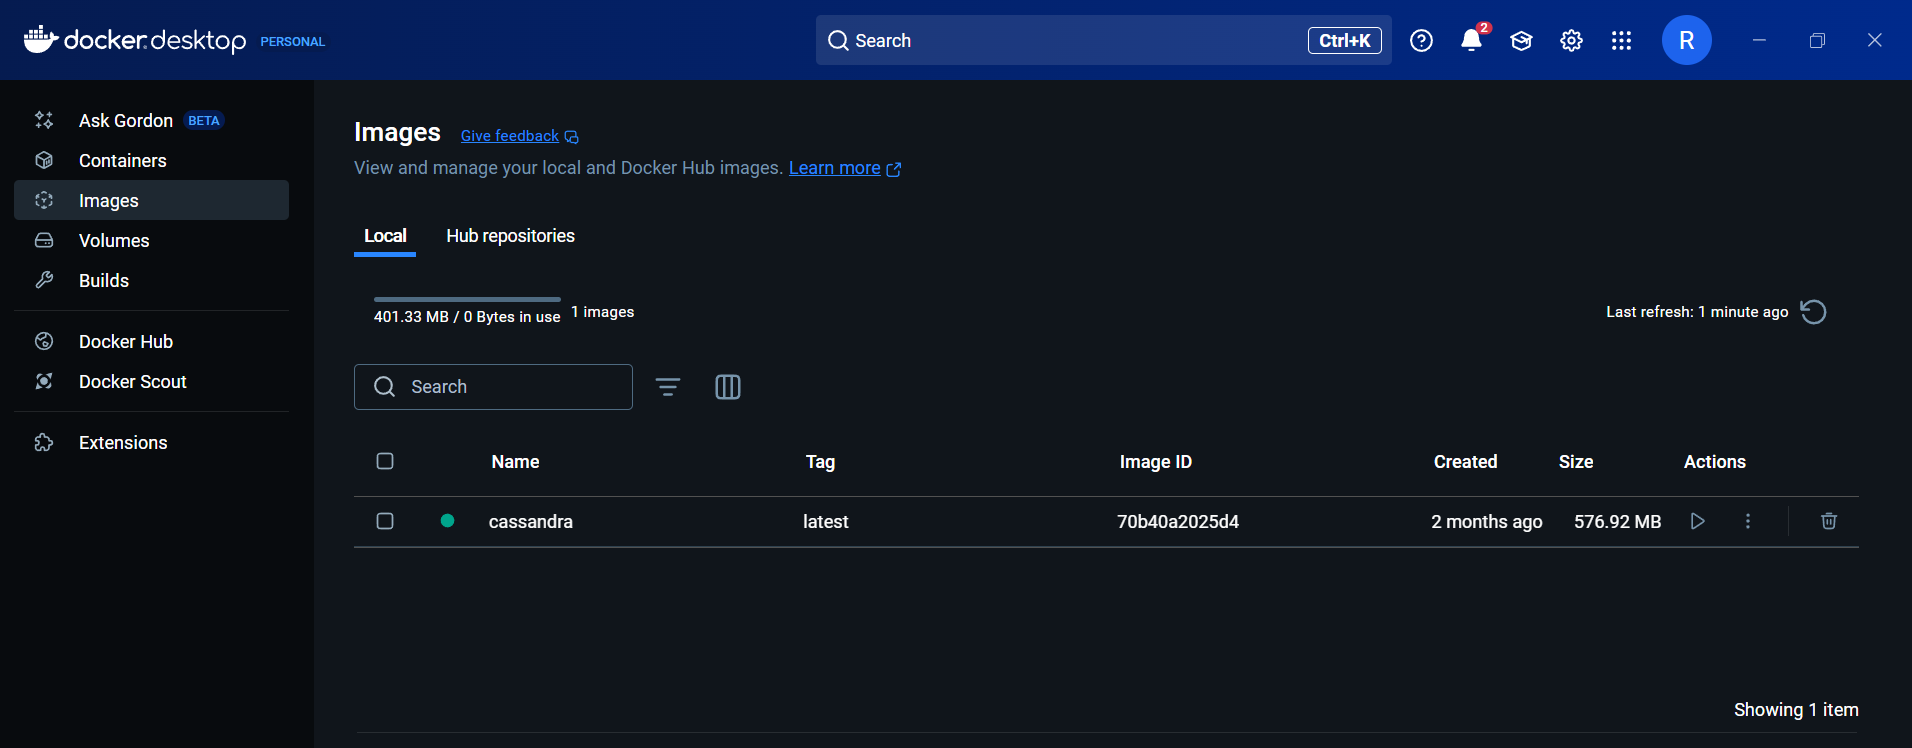 docker.desktop PERSONAL
Search Ctrl+K 2 R
Ask Gordon BETA
Containers
Images
Volumes
Builds
Docker Hub
Docker Scout
Extensions
Images Give feedback
View and manage your local and Docker Hub images. Learn more
Local Hub repositories
401.33 MB / 0 Bytes in use 1 images Last refresh: 1 minute ago
Search
Name Tag Image ID Created Size Actions
cassandra latest 70b40a2025d4 2 months ago 576.92 MB
Showing 1 item